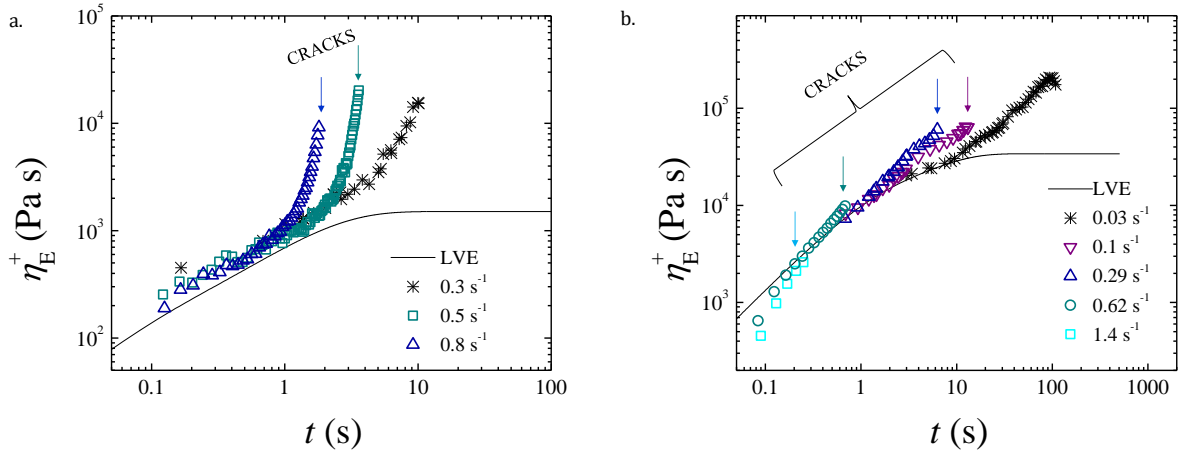 a.
10^5
10^4
10^3
10^2
η_E^+ (Pa s)
CRACKS
LVE
0.3 s^-1
0.5 s^-1
0.8 s^-1
0.1 1 10 100
t (s)
b.
10^5
10^4
10^3
η_E^+ (Pa s)
CRACKS
LVE
0.03 s^-1
0.1 s^-1
0.29 s^-1
0.62 s^-1
1.4 s^-1
0.1 1 10 100 1000
t (s)